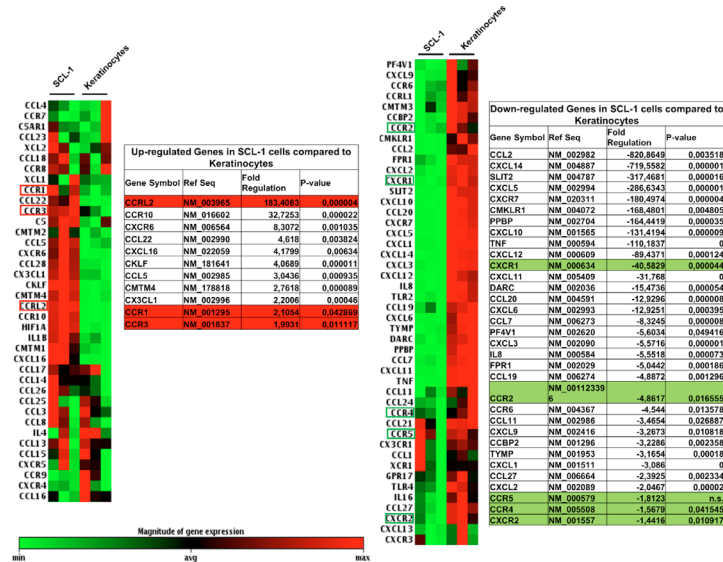 SCL-1 Keratinocytes
CCL4
CCR7
C5AR1
CCL23
XCL2
CCL18
CCR8
XCL1
CCR1
CCL22
CCR3
C5
CMTM2
CCL5
CXCR6
CCL28
CX3CL1
CKLF
CMTM4
CCRL2
CCR10
HIF1A
IL1B
CMTM1
CXCL16
CCL17
CCL14
CCL26
CCL25
CCL3
CCL8
IL4
CCL13
CCL15
CXCR5
CCR9
CXCR4
CCL16
Up-regulated Genes in SCL-1 cells compared to
Keratinocytes
Gene Symbol Ref Seq Fold Regulation P-value
CCRL2 NM_003965 183,4063 0,000004
CCR10 NM_016602 32,7253 0,000022
CXCR6 NM_006564 8,3072 0,001035
CCL22 NM_002990 4,618 0,003824
CXCL16 NM_022059 4,1799 0,00634
CKLF NM_181641 4,0689 0,000011
CCL5 NM_002985 3,0436 0,000935
CMTM4 NM_178818 2,7618 0,000089
CX3CL1 NM_002996 2,2006 0,00046
CCR1 NM_001295 2,1054 0,042869
CCR3 NM_001837 1,9931 0,011117
Magnitude of gene expression
min avg max
SCL-1 Keratinocytes
PF4V1
CXCL9
CCR6
CCRL1
CMTM3
CCBP2
CCR2
CMKLR1
CCL2
FPR1
CXCL2
CXCR1
SLIT2
CXCL10
CCL20
CXCR7
CXCL5
CXCL1
CXCL14
CXCL3
CXCL12
IL8
TLR2
CCL19
CXCL6
TYMP
DARC
PPBP
CCL7
CXCL11
TNF
CCL11
CCL24
CCR4
CCL21
CCR5
CX3CR1
CCL1
XCR1
GPR17
TLR4
IL16
CCL27
CXCR2
CXCL13
CXCR3
Down-regulated Genes in SCL-1 cells compared to
Keratinocytes
Gene Symbol Ref Seq Fold Regulation P-value
CCL2 NM_002982 -820,8649 0,003518
CXCL14 NM_004887 -719,5582 0,000001
SLIT2 NM_004787 -317,4681 0,000016
CXCL5 NM_002994 -286,6343 0,000001
CXCR7 NM_020311 -180,4974 0,000004
CMKLR1 NM_004072 -168,4801 0,004805
PPBP NM_002704 -164,4419 0,000035
CXCL10 NM_001565 -131,4194 0,000009
TNF NM_000594 -110,1837 0
CXCL12 NM_000609 -89,4371 0,000124
CXCR1 NM_000634 -40,5829 0,000044
CXCL11 NM_005409 -31,768 0
DARC NM_002036 -15,4736 0,000054
CCL20 NM_004591 -12,9296 0,000008
CXCL6 NM_002993 -12,9251 0,000395
CCL7 NM_006273 -8,3245 0,000008
PF4V1 NM_002620 -5,6034 0,049416
CXCL3 NM_002090 -5,5716 0,000001
IL8 NM_000584 -5,5518 0,000073
FPR1 NM_002029 -5,0442 0,000186
CCL19 NM_006274 -4,8872 0,001296
CCR2 NM_001123396 -4,8617 0,016555
CCR6 NM_004367 -4,544 0,013578
CCL11 NM_002986 -3,4654 0,026887
CXCL9 NM_002416 -3,2673 0,010818
CCBP2 NM_001296 -3,2286 0,002358
TYMP NM_001953 -3,1654 0,00018
CXCL1 NM_001511 -3,086 0
CCL27 NM_006664 -2,3925 0,002334
CXCL2 NM_002089 -2,0467 0,00002
CCR5 NM_000579 -1,8123 n.s.
CCR4 NM_005508 -1,5679 0,041545
CXCR2 NM_001557 -1,4416 0,010917